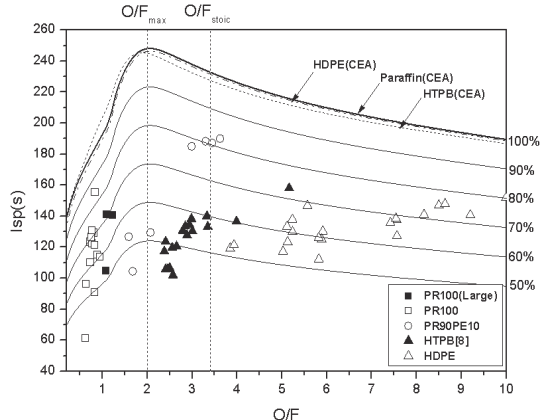 O/Fmax O/Fstoic
260
240
220
200
180
160
140
120
100
80
60
40
Isp(s)
HDPE(CEA)
Paraffin(CEA)
HTPB(CEA)
100%
90%
80%
70%
60%
50%
PR100(Large)
PR100
PR90PE10
HTPB[8]
HDPE
1 2 3 4 5 6 7 8 9 10
O/F